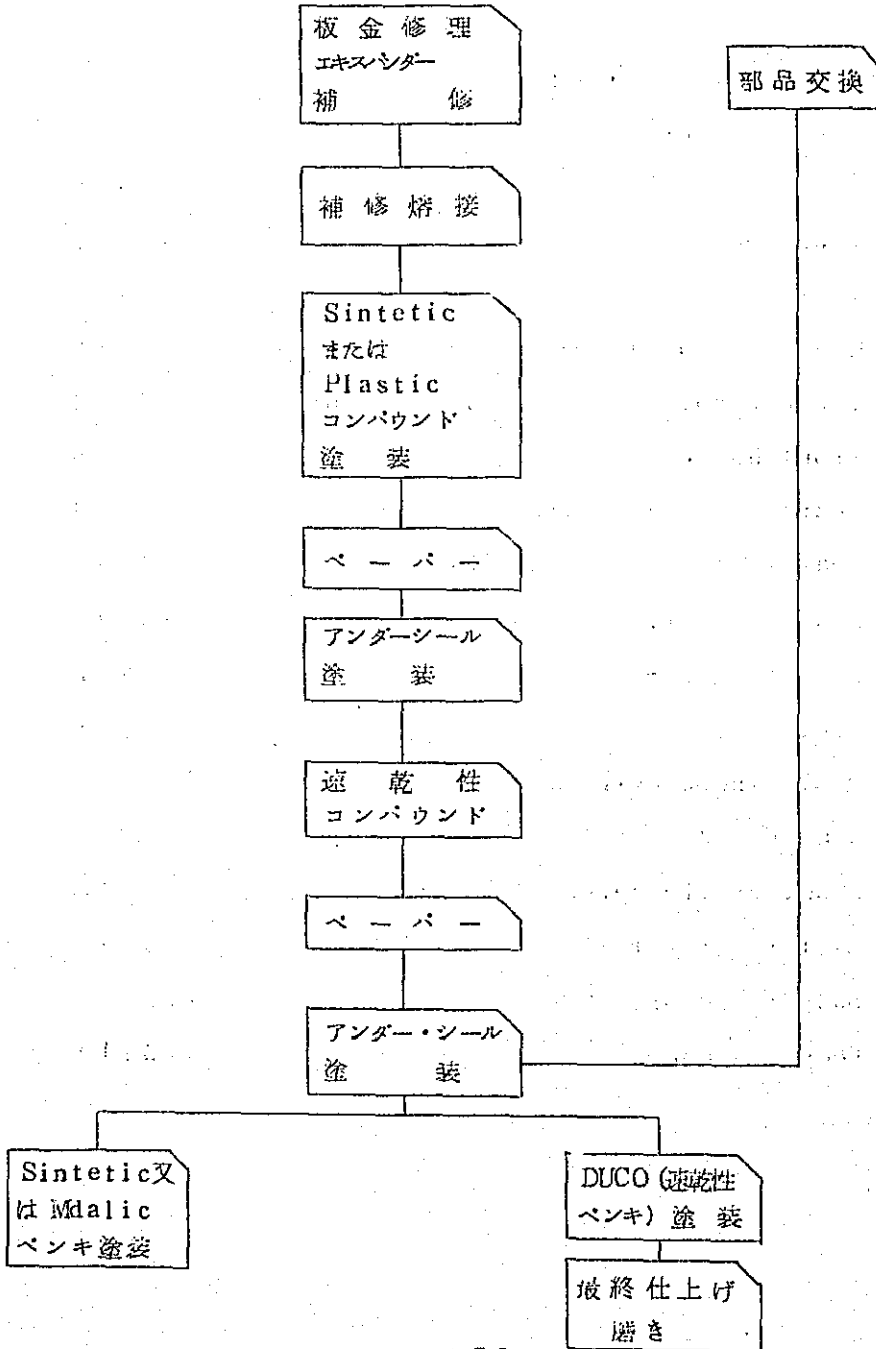 板金修理
エキスパンダー
補修
部品交換
補修熔接
Sintetic
または
Plastic
コンパウンド
塗装
ペーパー
アンダーシール
塗装
速乾性
コンパウンド
ペーパー
アンダー・シール
塗装
Sintetic又
は Mdalic
ペンキ塗装
DUCO (速乾性
ペンキ) 塗装
最終仕上げ
磨き